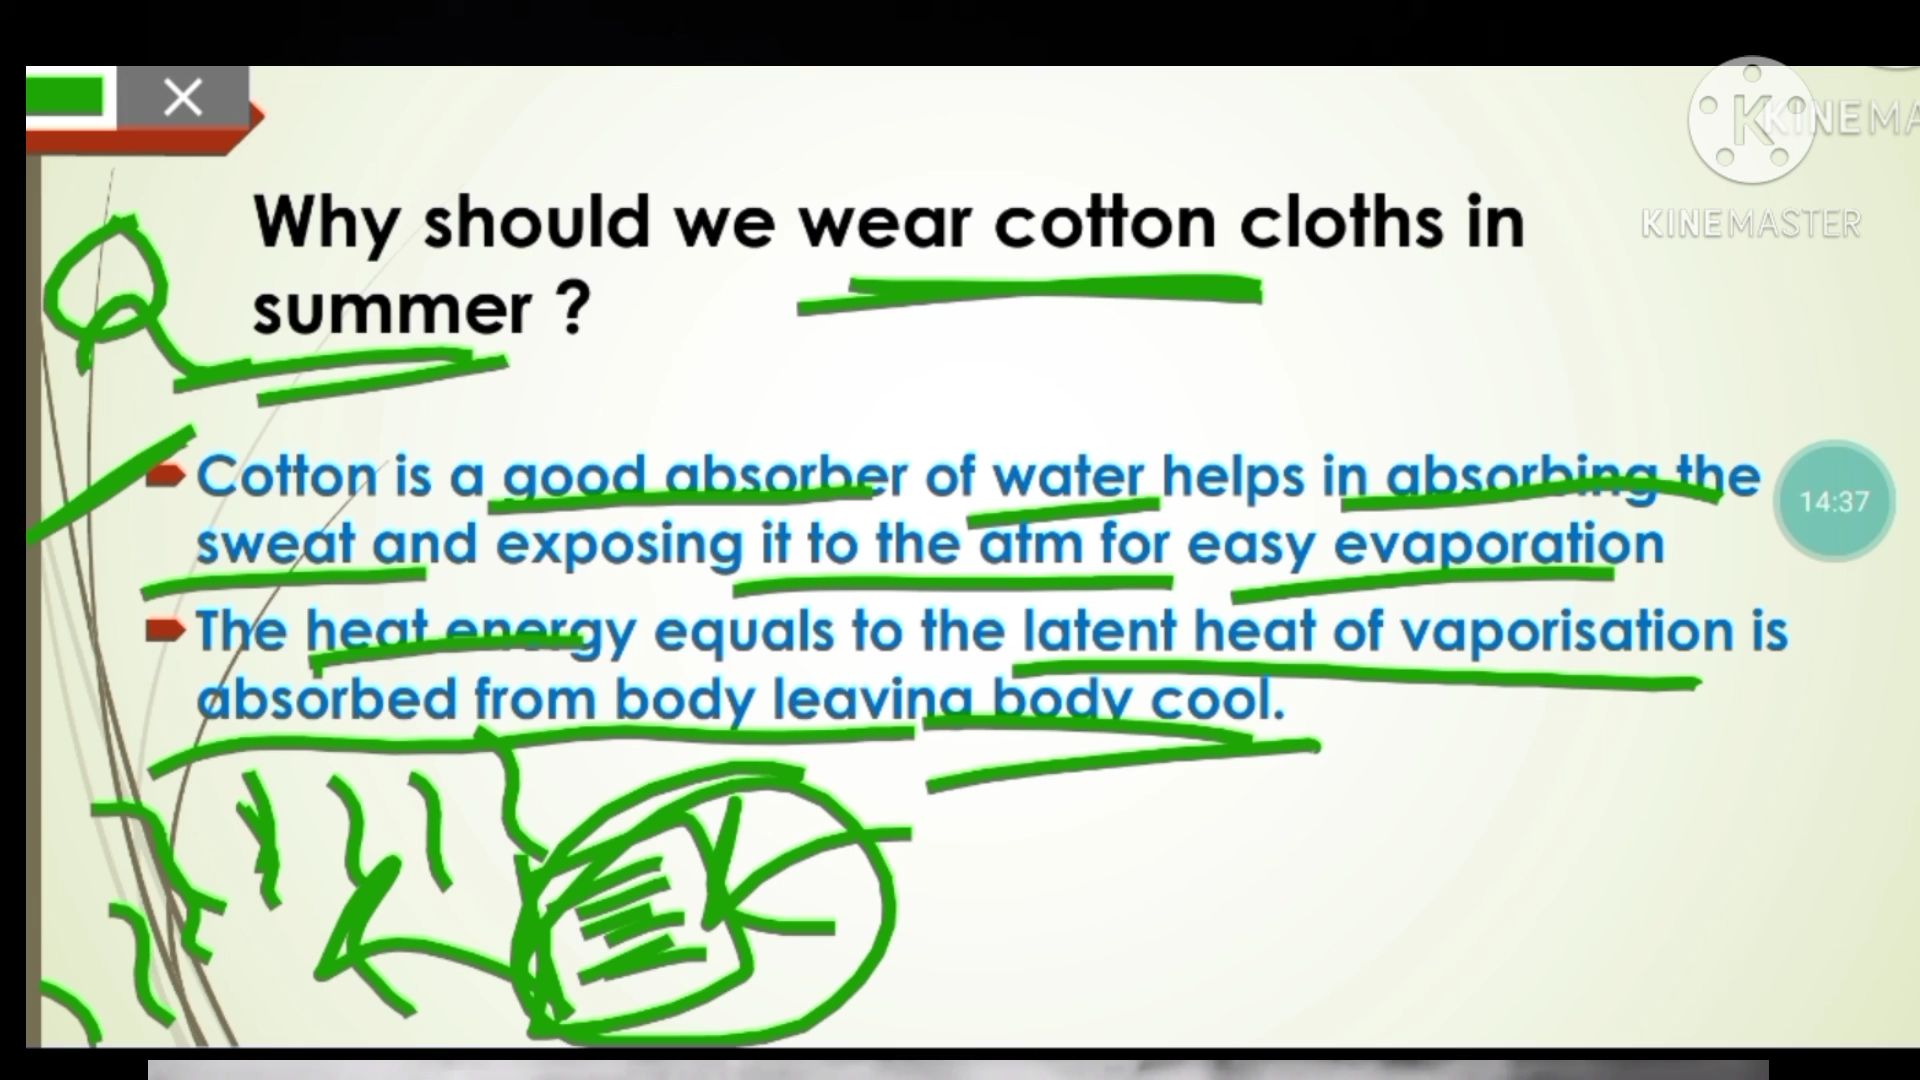 KINEMA
KINEMASTER
Why should we wear cotton cloths in
summer ?
Cotton is a good absorber of water helps in absorbing the
sweat and exposing it to the atm for easy evaporation
14:37
The heat energy equals to the latent heat of vaporisation is
absorbed from body leaving body cool.